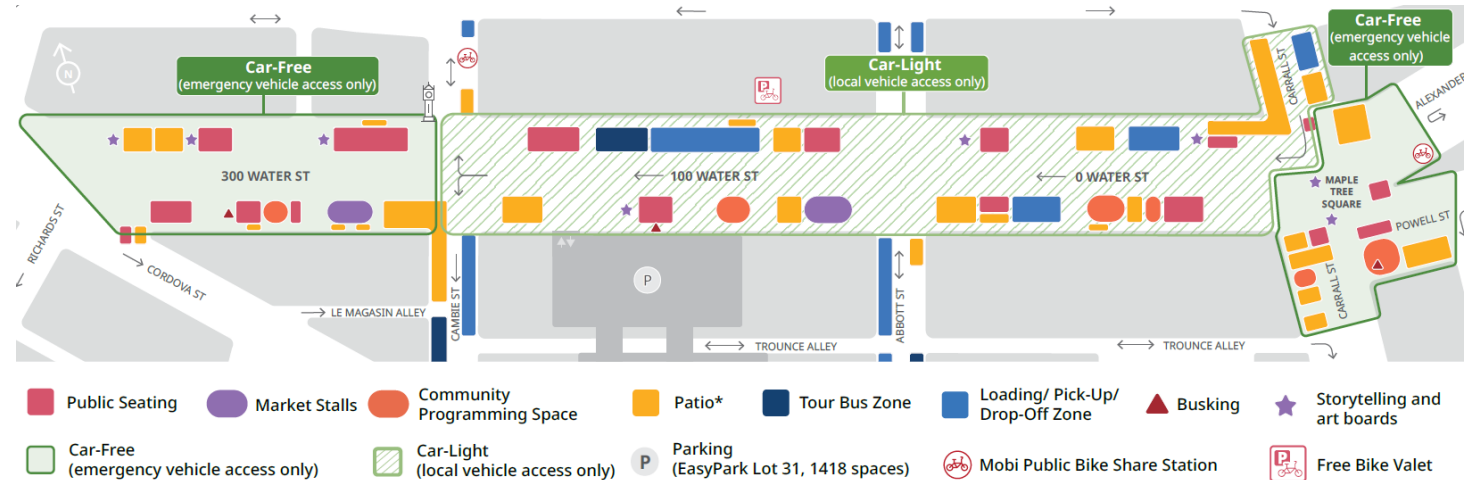 Car-Free
(emergency vehicle access only)
Car-Light
(local vehicle access only)
Car-Free
(emergency vehicle
access only)
N
P
CARRALL ST
ALEXANDER
300 WATER ST
100 WATER ST
0 WATER ST
MAPLE
TREE
SQUARE
POWELL ST
RICHARDS ST
CORDOVA ST
LE MAGASIN ALLEY
CAMBIE ST
P
ABBOTT ST
CARRALL ST
TROUNCE ALLEY
TROUNCE ALLEY
Public Seating
Market Stalls
Community
Programming Space
Patio*
Tour Bus Zone
Loading/ Pick-Up/
Drop-Off Zone
Busking
Storytelling and
art boards
Car-Free
(emergency vehicle access only)
Car-Light
(local vehicle access only)
P
Parking
(EasyPark Lot 31, 1418 spaces)
Mobi Public Bike Share Station
P
Free Bike Valet